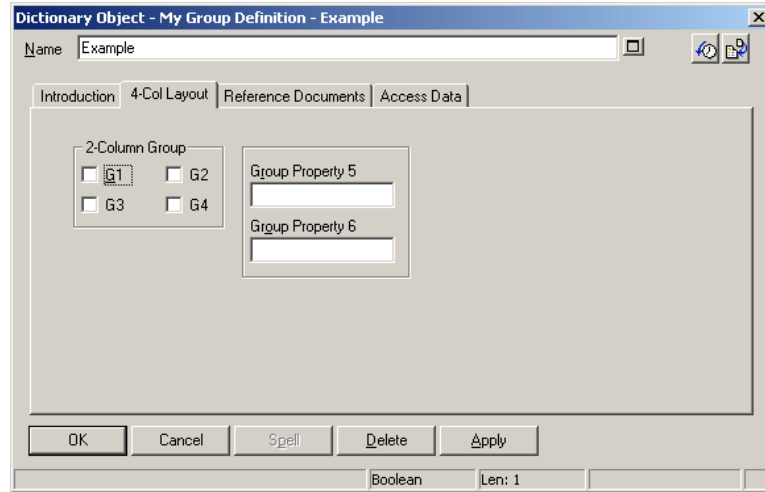 Dictionary Object - My Group Definition - Example
Name Example
Introduction 4-Col Layout Reference Documents Access Data
2-Column Group
G1 G2
G3 G4
Group Property 5
Group Property 6
OK Cancel Spell Delete Apply
Boolean Len: 1